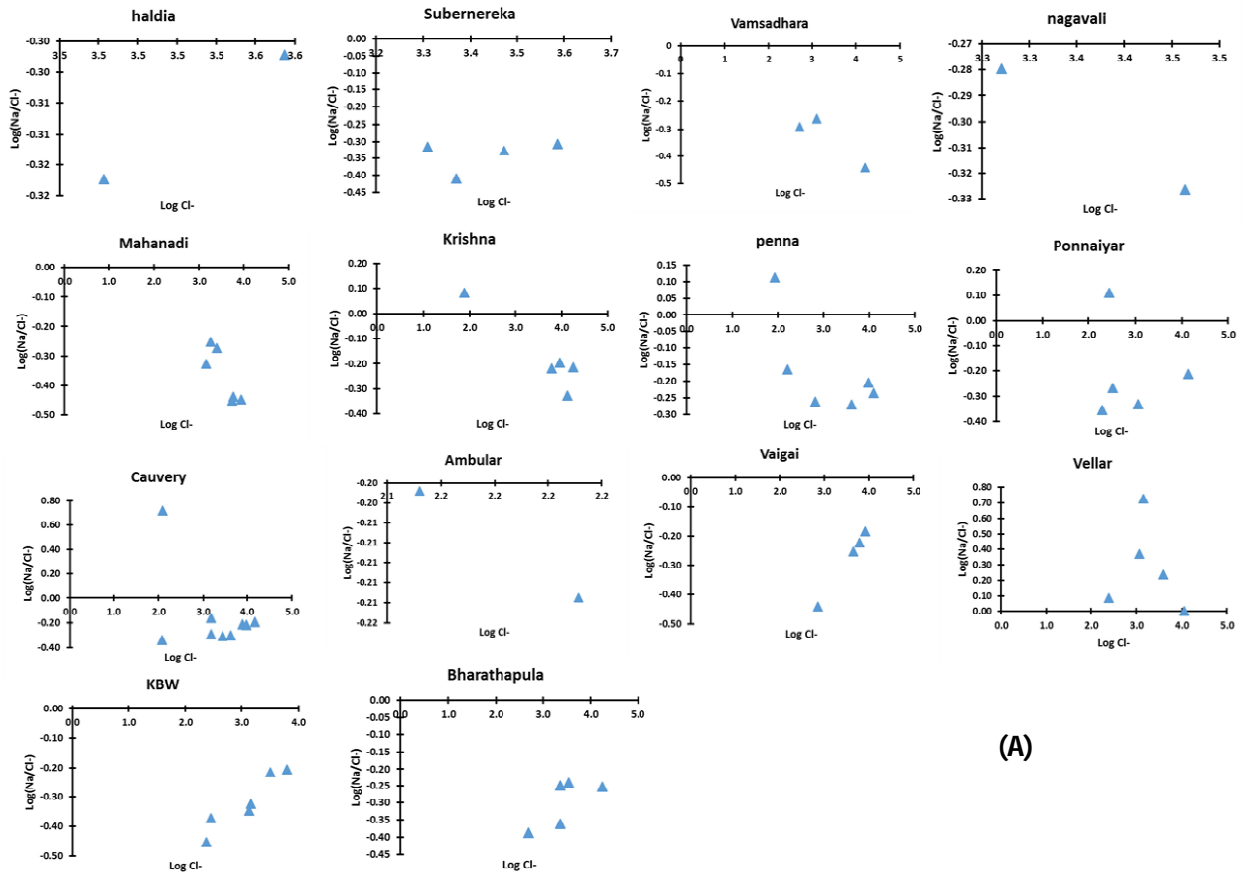 haldia
-0.30
3.5 3.5 3.5 3.5 3.5 3.6 3.6 3.6
-0.30
-0.31
-0.31
-0.32
-0.32
Log(Na/Cl-)
Log Cl-
Subernereka
0.00
3.2 3.3 3.4 3.5 3.6 3.7
-0.05
-0.10
-0.15
-0.20
-0.25
-0.30
-0.35
-0.40
-0.45
Log(Na/Cl-)
Log Cl-
Vamsadhara
0
0 1 2 3 4 5
-0.1
-0.2
-0.3
-0.4
-0.5
Log(Na/Cl-)
Log Cl-
nagavali
-0.27
3.3 3.3 3.4 3.4 3.5 3.5
-0.28
-0.29
-0.30
-0.31
-0.32
-0.33
Log(Na/Cl-)
Log Cl-
Mahanadi
0.00
0.0 1.0 2.0 3.0 4.0 5.0
-0.10
-0.20
-0.30
-0.40
-0.50
Log(Na/Cl-)
Log Cl-
Krishna
0.20
0.10
0.00
0.0 1.0 2.0 3.0 4.0 5.0
-0.10
-0.20
-0.30
-0.40
Log(Na/Cl-)
Log Cl-
penna
0.15
0.10
0.05
0.00
0.0 1.0 2.0 3.0 4.0 5.0
-0.05
-0.10
-0.15
-0.20
-0.25
-0.30
Log(Na/Cl-)
Log Cl-
Ponnaiyar
0.20
0.10
0.00
0.0 1.0 2.0 3.0 4.0 5.0
-0.10
-0.20
-0.30
-0.40
Log(Na/Cl-)
Log Cl-
Cauvery
0.80
0.60
0.40
0.20
0.00
0.0 1.0 2.0 3.0 4.0 5.0
-0.20
-0.40
Log(Na/Cl-)
Log Cl-
Ambular
-0.20
2.1 2.2 2.2 2.2 2.2
-0.20
-0.21
-0.21
-0.21
-0.21
-0.21
-0.22
Log(Na/Cl-)
Log Cl-
Vaigai
0.00
0.0 1.0 2.0 3.0 4.0 5.0
-0.10
-0.20
-0.30
-0.40
-0.50
Log(Na/Cl-)
Log Cl-
Vellar
0.80
0.70
0.60
0.50
0.40
0.30
0.20
0.10
0.00
0.0 1.0 2.0 3.0 4.0 5.0
Log(Na/Cl-)
Log Cl-
KBW
0.00
0.0 1.0 2.0 3.0 4.0
-0.10
-0.20
-0.30
-0.40
-0.50
Log(Na/Cl-)
Log Cl-
Bharathapula
0.00
0.0 1.0 2.0 3.0 4.0 5.0
-0.05
-0.10
-0.15
-0.20
-0.25
-0.30
-0.35
-0.40
-0.45
Log(Na/Cl-)
Log Cl-
(A)